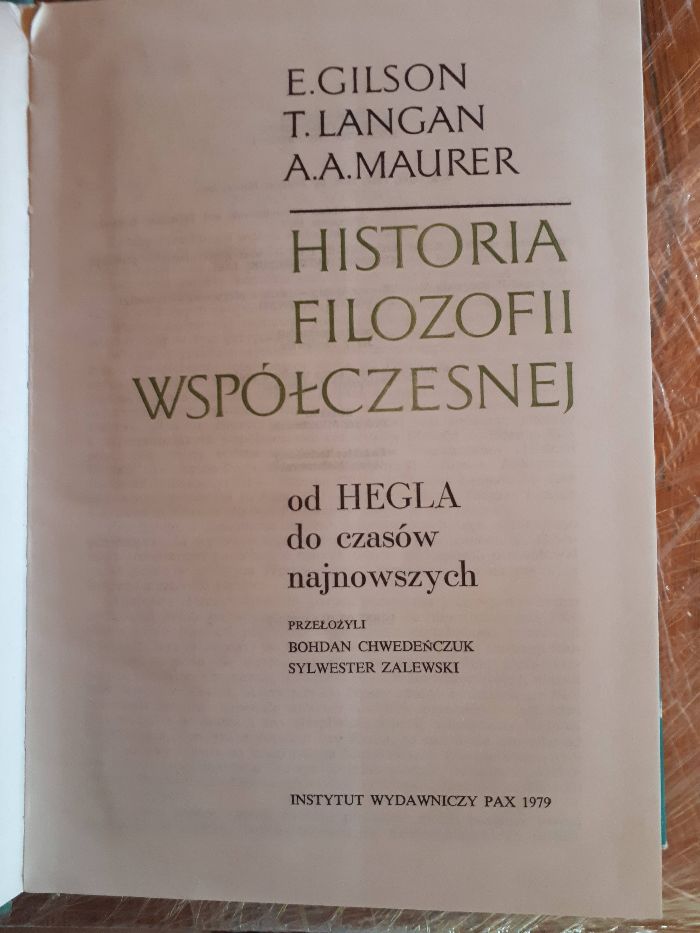 E.GILSON
T.LANGAN
A.A.MAURER
HISTORIA
FILOZOFII
WSPÓŁCZESNEJ
od HEGLA
do czasów
najnowszych
PRZEŁOŻYLI
BOHDAN CHWEDEŃCZUK
SYLWESTER ZALEWSKI
INSTYTUT WYDAWNICZY PAX 1979